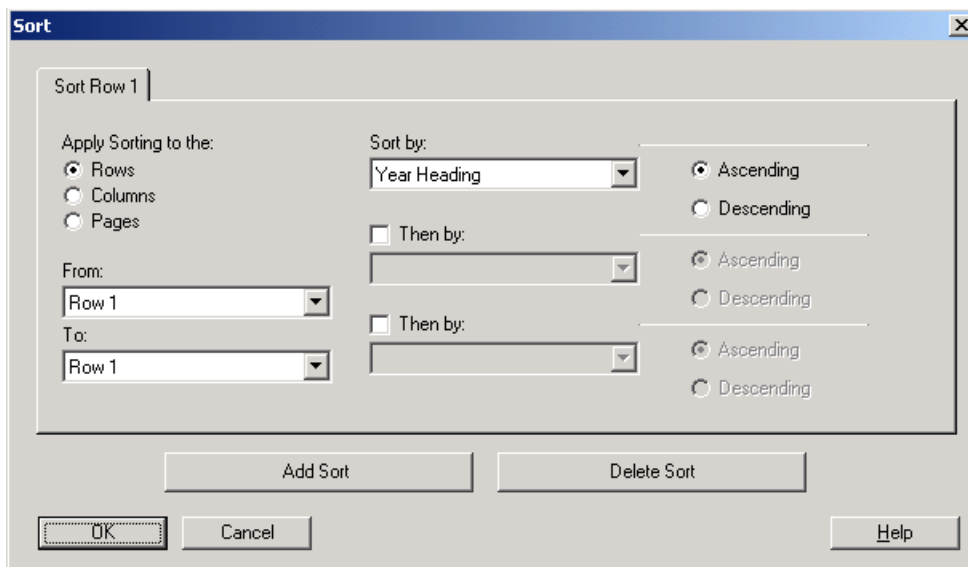 Sort
Sort Row 1
Apply Sorting to the:
Rows
Columns
Pages
From:
Row 1
To:
Row 1
Sort by:
Year Heading
Ascending
Descending
Then by:
Ascending
Descending
Then by:
Ascending
Descending
Add Sort
Delete Sort
OK
Cancel
Help